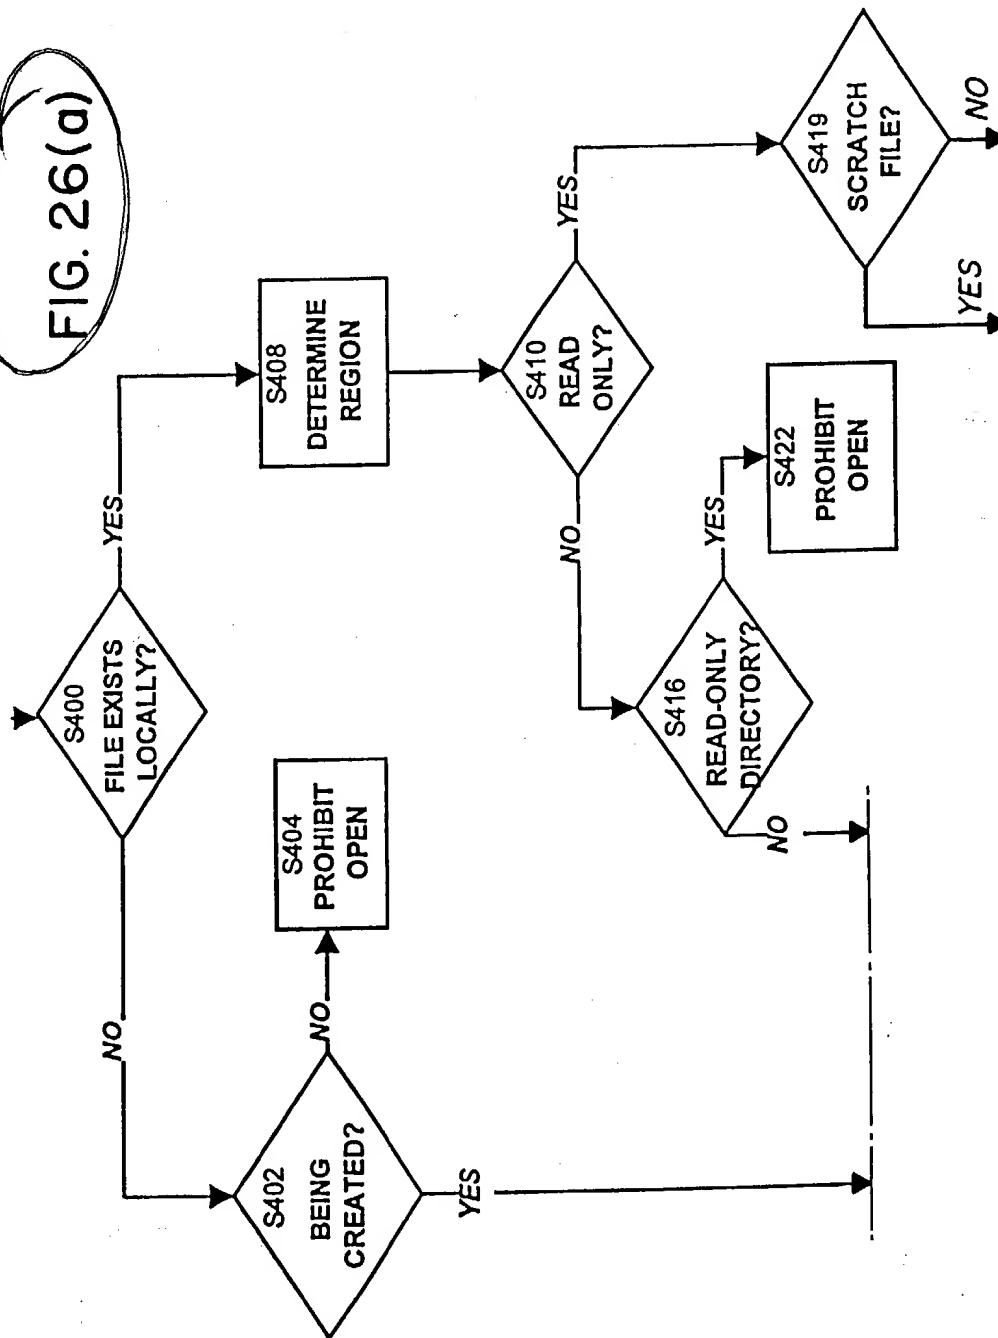 FIG. 26(a)
S400
FILE EXISTS
LOCALLY?
NO
YES
S402
BEING
CREATED?
NO
YES
S404
PROHIBIT
OPEN
S408
DETERMINE
REGION
S410
READ
ONLY?
NO
YES
S416
READ-ONLY
DIRECTORY?
NO
YES
S422
PROHIBIT
OPEN
S419
SCRATCH
FILE?
YES
NO